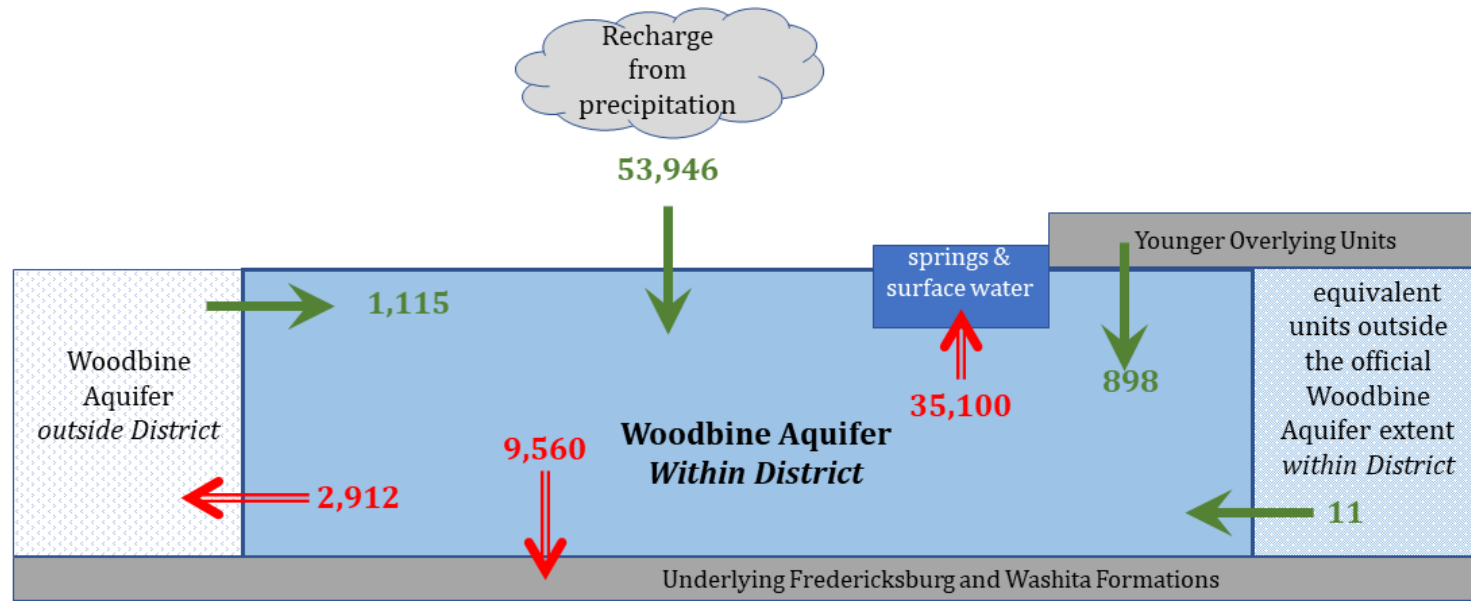 Recharge
from
precipitation
53,946
Younger Overlying Units
springs &
surface water
1,115
898
35,100
Woodbine
Aquifer
outside District
equivalent
units outside
the official
Woodbine
Aquifer extent
within District
Woodbine Aquifer
Within District
9,560
2,912
11
Underlying Fredericksburg and Washita Formations